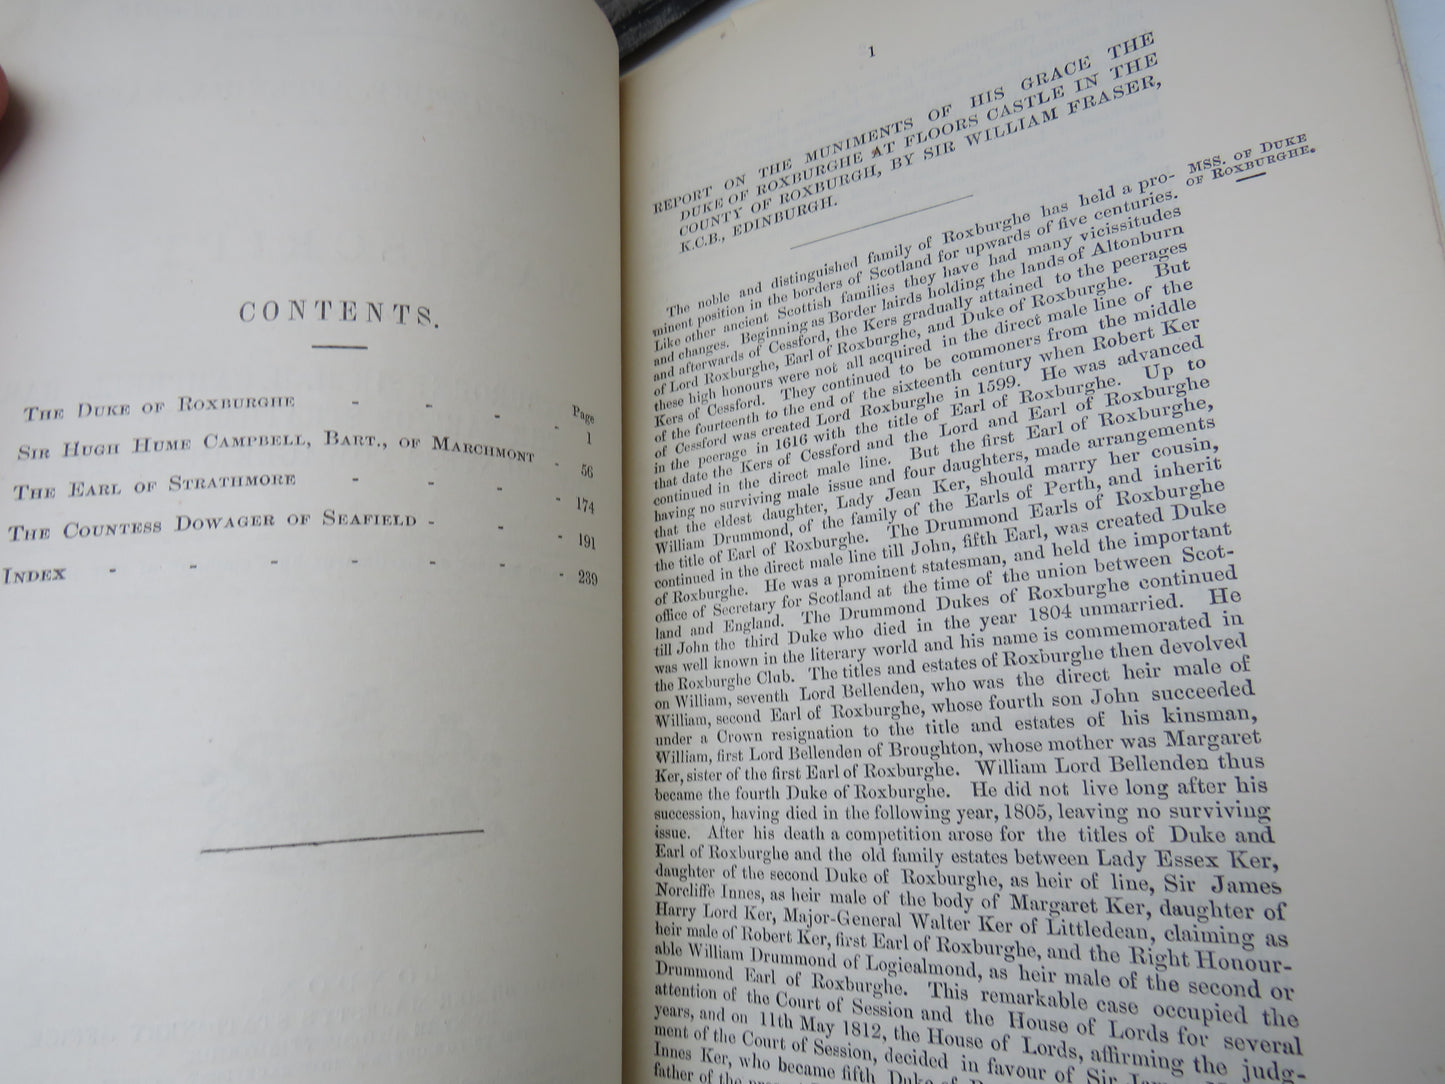 CONTENTS.
Page
THE DUKE OF ROXBURGHE - - - - 1
SIR HUGH HUME CAMPBELL, BART., OF MARCHMONT - 56
THE EARL OF STRATHMORE - - - - 174
THE COUNTESS DOWAGER OF SEAFIELD - - - 191
INDEX - - - - - - - 239
1
REPORT ON THE MUNIMENTS OF HIS GRACE THE
DUKE OF ROXBURGHE AT FLOORS CASTLE IN THE
COUNTY OF ROXBURGH, BY SIR WILLIAM FRASER,
K.C.B., EDINBURGH.
MSS. OF DUKE
OF ROXBURGHE.
The noble and distinguished family of Roxburghe has held a pro-
minent position in the borders of Scotland for upwards of five centuries.
Like other ancient Scottish families they have had many vicissitudes
and changes. Beginning as Border lairds holding the lands of Altonburn
and afterwards of Cessford, the Kers gradually attained to the peerages
of Lord Roxburghe, Earl of Roxburghe, and Duke of Roxburghe. But
these high honours were not all acquired in the direct male line of the
Kers of Cessford. They continued to be commoners from the middle
of the fourteenth to the end of the sixteenth century when Robert Ker
of Cessford was created Lord Roxburghe in 1599. He was advanced
in the peerage in 1616 with the title of Earl of Roxburghe. Up to
that date the Kers of Cessford and the Lord and Earl of Roxburghe
continued in the direct male line. But the first Earl of Roxburghe,
having no surviving male issue and four daughters, made arrangements
that the eldest daughter, Lady Jean Ker, should marry her cousin,
William Drummond, of the family of the Earls of Perth, and inherit
the title of Earl of Roxburghe. The Drummond Earls of Roxburghe
continued in the direct male line till John, fifth Earl, was created Duke
of Roxburghe. He was a prominent statesman, and held the important
office of Secretary for Scotland at the time of the union between Scot-
land and England. The Drummond Dukes of Roxburghe continued
till John the third Duke who died in the year 1804 unmarried. He
was well known in the literary world and his name is commemorated in
the Roxburghe Club. The titles and estates of Roxburghe then devolved
on William, seventh Lord Bellenden, who was the direct heir male of
William, second Earl of Roxburghe, whose fourth son John succeeded
under a Crown resignation to the title and estates of his kinsman,
William, first Lord Bellenden of Broughton, whose mother was Margaret
Ker, sister of the first Earl of Roxburghe. William Lord Bellenden thus
became the fourth Duke of Roxburghe. He did not live long after his
succession, having died in the following year, 1805, leaving no surviving
issue. After his death a competition arose for the titles of Duke and
Earl of Roxburghe and the old family estates between Lady Essex Ker,
daughter of the second Duke of Roxburghe, as heir of line, Sir James
Norcliffe Innes, as heir male of the body of Margaret Ker, daughter of
Harry Lord Ker, Major-General Walter Ker of Littledean, claiming as
heir male of Robert Ker, first Earl of Roxburghe, and the Right Honour-
able William Drummond of Logiealmond, as heir male of the second or
Drummond Earl of Roxburghe. This remarkable case occupied the
attention of the Court of Session and the House of Lords for several
years, and on 11th May 1812, the House of Lords, affirming the judg-
ment of the Court of Session, decided in favour of Sir James
Innes Ker, who became fifth Duke of
father of the